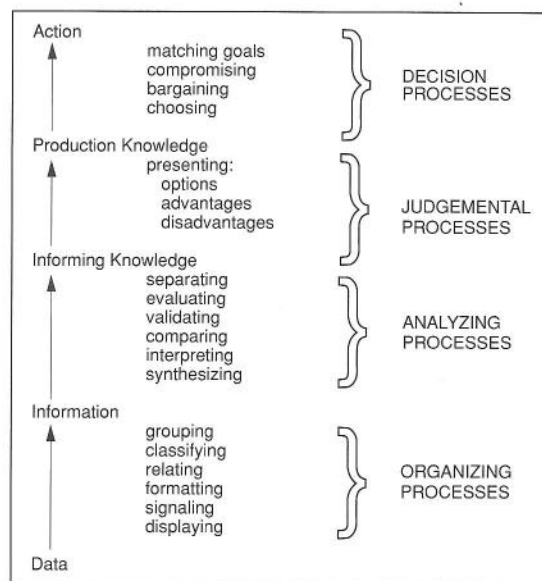 Action
matching goals
compromising
bargaining
choosing
DECISION
PROCESSES
Production Knowledge
presenting:
options
advantages
disadvantages
JUDGEMENTAL
PROCESSES
Informing Knowledge
separating
evaluating
validating
comparing
interpreting
synthesizing
ANALYZING
PROCESSES
Information
grouping
classifying
relating
formatting
signaling
displaying
ORGANIZING
PROCESSES
Data